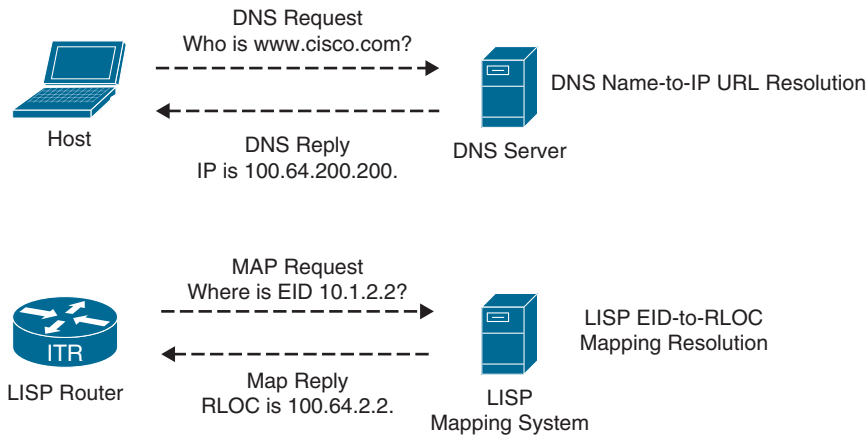 DNS Request
Who is www.cisco.com?
DNS Name-to-IP URL Resolution
Host
DNS Reply
IP is 100.64.200.200.
DNS Server
MAP Request
Where is EID 10.1.2.2?
LISP EID-to-RLOC
Mapping Resolution
ITR
LISP Router
Map Reply
RLOC is 100.64.2.2.
LISP
Mapping System